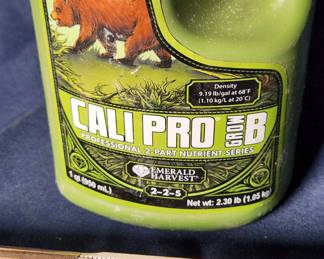 Density
9.19 lb/gal at 68°F
(1.10 kg/L at 20°C)
CALI PRO GROW B
PROFESSIONAL 2-PART NUTRIENT SERIES
EMERALD
HARVEST
2-2-5
1 qt (950 mL)
Net wt: 2.30 lb (1.05 kg)